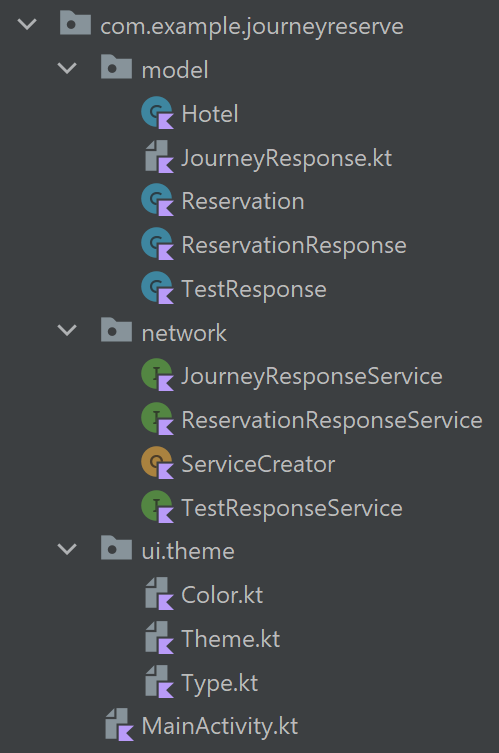 com.example.journeyreserve
model
Hotel
JourneyResponse.kt
Reservation
ReservationResponse
TestResponse
network
JourneyResponseService
ReservationResponseService
ServiceCreator
TestResponseService
ui.theme
Color.kt
Theme.kt
Type.kt
MainActivity.kt